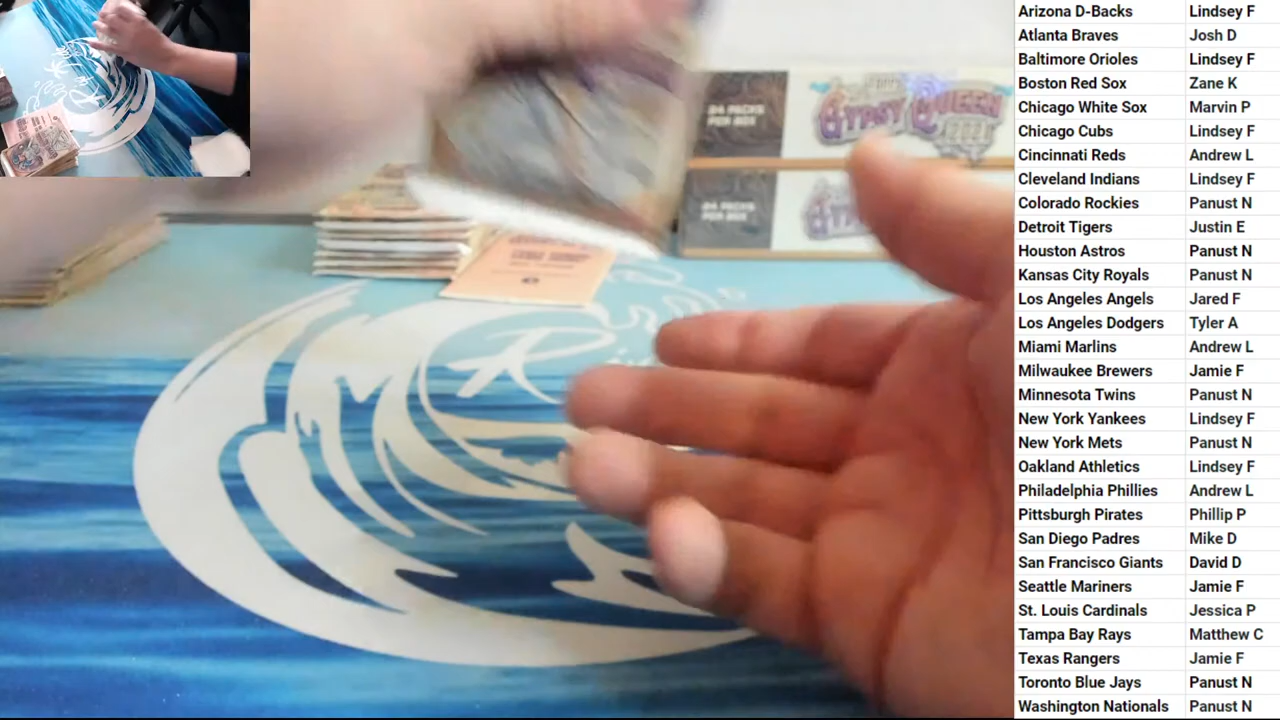 24 PACKS
PER BOX
GYPSY QUEEN
24 PACKS
PER BOX
Arizona D-Backs Lindsey F
Atlanta Braves Josh D
Baltimore Orioles Lindsey F
Boston Red Sox Zane K
Chicago White Sox Marvin P
Chicago Cubs Lindsey F
Cincinnati Reds Andrew L
Cleveland Indians Lindsey F
Colorado Rockies Panust N
Detroit Tigers Justin E
Houston Astros Panust N
Kansas City Royals Panust N
Los Angeles Angels Jared F
Los Angeles Dodgers Tyler A
Miami Marlins Andrew L
Milwaukee Brewers Jamie F
Minnesota Twins Panust N
New York Yankees Lindsey F
New York Mets Panust N
Oakland Athletics Lindsey F
Philadelphia Phillies Andrew L
Pittsburgh Pirates Phillip P
San Diego Padres Mike D
San Francisco Giants David D
Seattle Mariners Jamie F
St. Louis Cardinals Jessica P
Tampa Bay Rays Matthew C
Texas Rangers Jamie F
Toronto Blue Jays Panust N
Washington Nationals Panust N